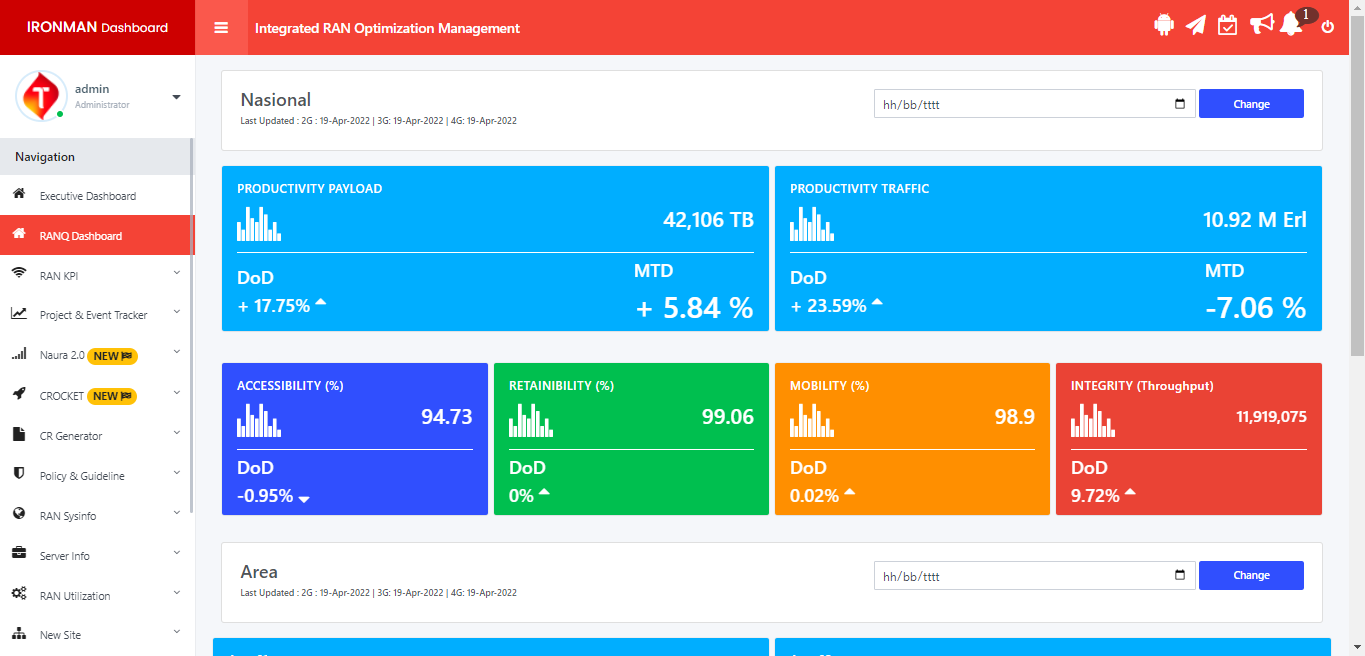 IRONMAN Dashboard
Integrated RAN Optimization Management
1
T
admin
Administrator
Navigation
Executive Dashboard
RANQ Dashboard
RAN KPI
Project & Event Tracker
Naura 2.0 NEW
CROCKET NEW
CR Generator
Policy & Guideline
RAN Sysinfo
Server Info
RAN Utilization
New Site
Nasional
Last Updated : 2G : 19-Apr-2022 | 3G: 19-Apr-2022 | 4G: 19-Apr-2022
hh/bb/tttt
Change
PRODUCTIVITY PAYLOAD
42,106 TB
DoD
+ 17.75%
MTD
+ 5.84 %
PRODUCTIVITY TRAFFIC
10.92 M Erl
DoD
+ 23.59%
MTD
-7.06 %
ACCESSIBILITY (%)
94.73
DoD
-0.95%
RETAINIBILITY (%)
99.06
DoD
0%
MOBILITY (%)
98.9
DoD
0.02%
INTEGRITY (Throughput)
11,919,075
DoD
9.72%
Area
Last Updated : 2G : 19-Apr-2022 | 3G: 19-Apr-2022 | 4G: 19-Apr-2022
hh/bb/tttt
Change